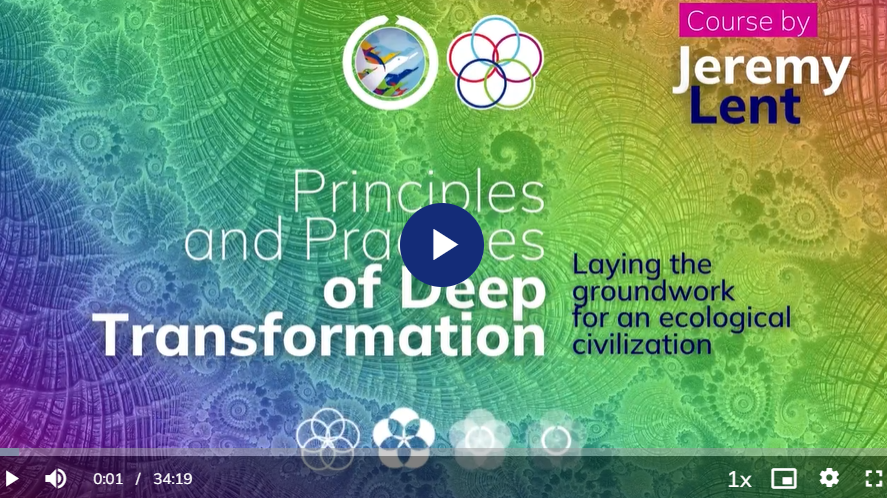 Course by
Jeremy
Lent
Principles
and Practices
of Deep
Transformation
Laying the
groundwork
for an ecological
civilization
0:01 / 34:19
1x